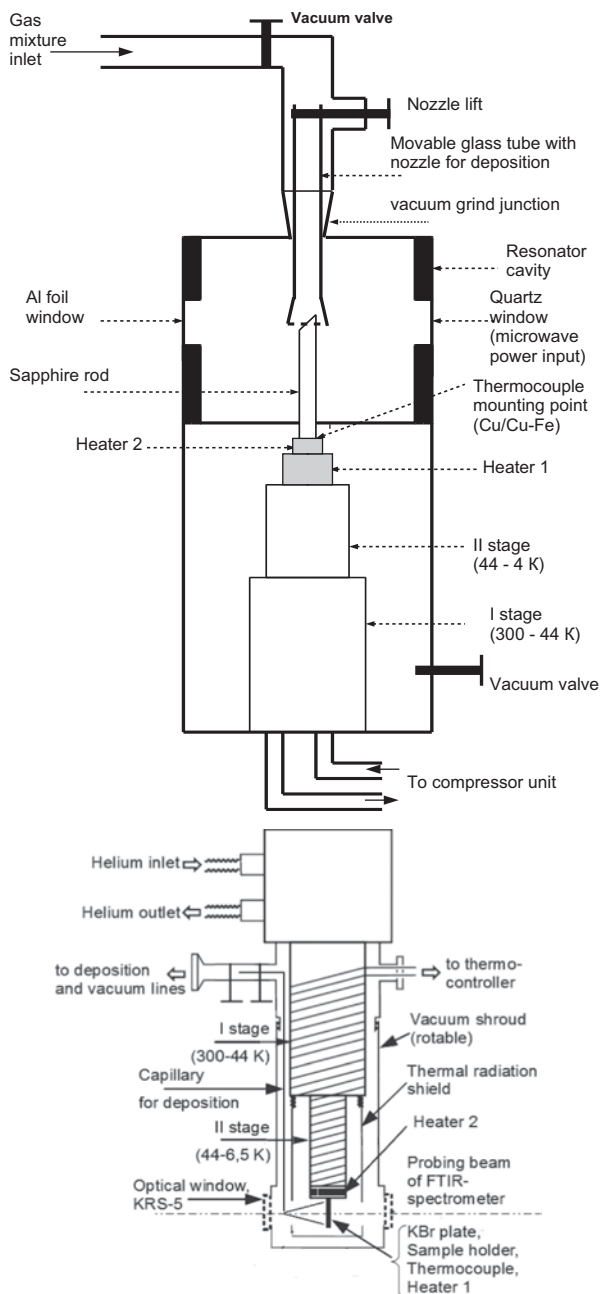 Gas
mixture
inlet
Vacuum valve
Nozzle lift
Movable glass tube with
nozzle for deposition
vacuum grind junction
Resonator
cavity
Al foil
window
Quartz
window
(microwave
power input)
Sapphire rod
Thermocouple
mounting point
(Cu/Cu-Fe)
Heater 2
Heater 1
II stage
(44 - 4 K)
I stage
(300 - 44 K)
Vacuum valve
To compressor unit
Helium inlet
Helium outlet
to deposition
and vacuum lines
to thermo-
controller
I stage
(300-44 K)
Vacuum shroud
(rotable)
Capillary
for deposition
Thermal radiation
shield
II stage
(44-6,5 K)
Heater 2
Optical window,
KRS-5
Probing beam
of FTIR-
spectrometer
KBr plate,
Sample holder,
Thermocouple,
Heater 1